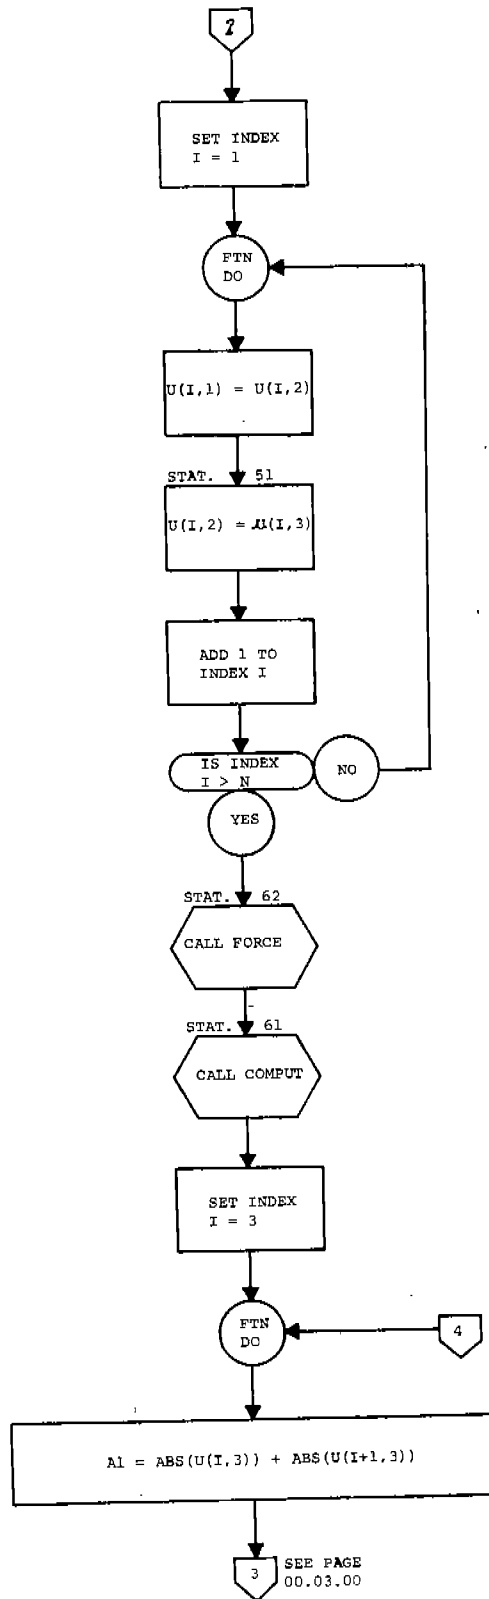 2
SET INDEX
I = 1
FTN
DO
U(I,1) = U(I,2)
STAT. 51
U(I,2) = U(I,3)
ADD 1 TO
INDEX I
IS INDEX
I > N
NO
YES
STAT. 62
CALL FORCE
STAT. 61
CALL COMPUT
SET INDEX
I = 3
FTN
DO
4
A1 = ABS(U(I,3)) + ABS(U(I+1,3))
3
SEE PAGE
00.03.00